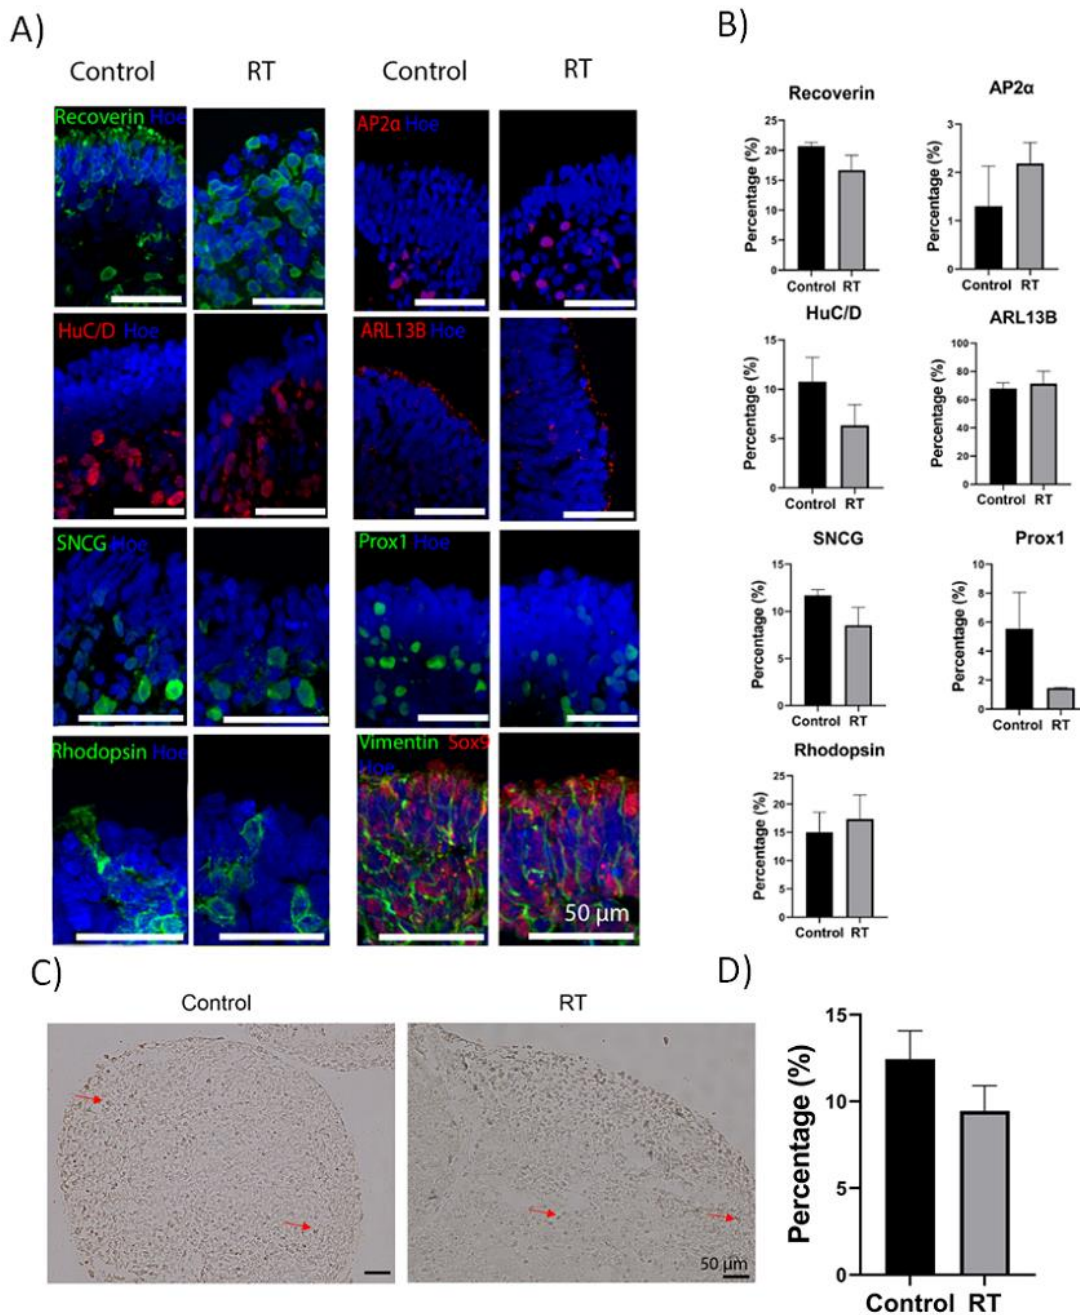 A)
Control RT Control RT
Recoverin Hoe
AP2α Hoe
HuC/D Hoe
ARL13B Hoe
SNCG Hoe
Prox1 Hoe
Rhodopsin Hoe
Vimentin Sox9
Hoe
50 µm
B)
Recoverin
Percentage (%)
25
20
15
10
5
0
Control RT
AP2α
Percentage (%)
3
2
1
0
Control RT
HuC/D
Percentage (%)
15
10
5
0
Control RT
ARL13B
Percentage (%)
100
80
60
40
20
0
Control RT
SNCG
Percentage (%)
15
10
5
0
Control RT
Prox1
Percentage (%)
10
8
6
4
2
0
Control RT
Rhodopsin
Percentage (%)
25
20
15
10
5
0
Control RT
C)
Control RT
50 µm
D)
Percentage (%)
15
10
5
0
Control RT